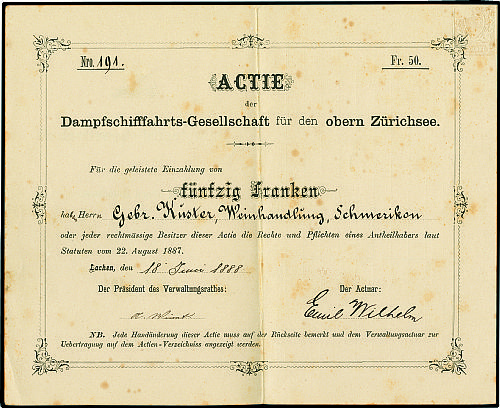 Nro. 191.
Fr. 50.
ACTIE
der
Dampfschifffahrts-Gesellschaft für den obern Zürichsee.
Für die geleistete Einzahlung von
fünfzig Franken
hat Herrn Gebr. Küster, Weinhandlung, Schmerikon
oder jeder rechtmässige Besitzer dieser Actie die Rechte und Pflichten eines Antheilhabers laut
Statuten vom 22. August 1887.
Lachen, den 18 Juni 1888
Der Präsident des Verwaltungsrathes:
Der Actuar:
Emil Wilhelm
NB. Jede Handänderung dieser Actie muss auf der Rückseite bemerkt und dem Verwaltungsactuar zur
Uebertragung auf dem Actien-Verzeichniss angezeigt werden.